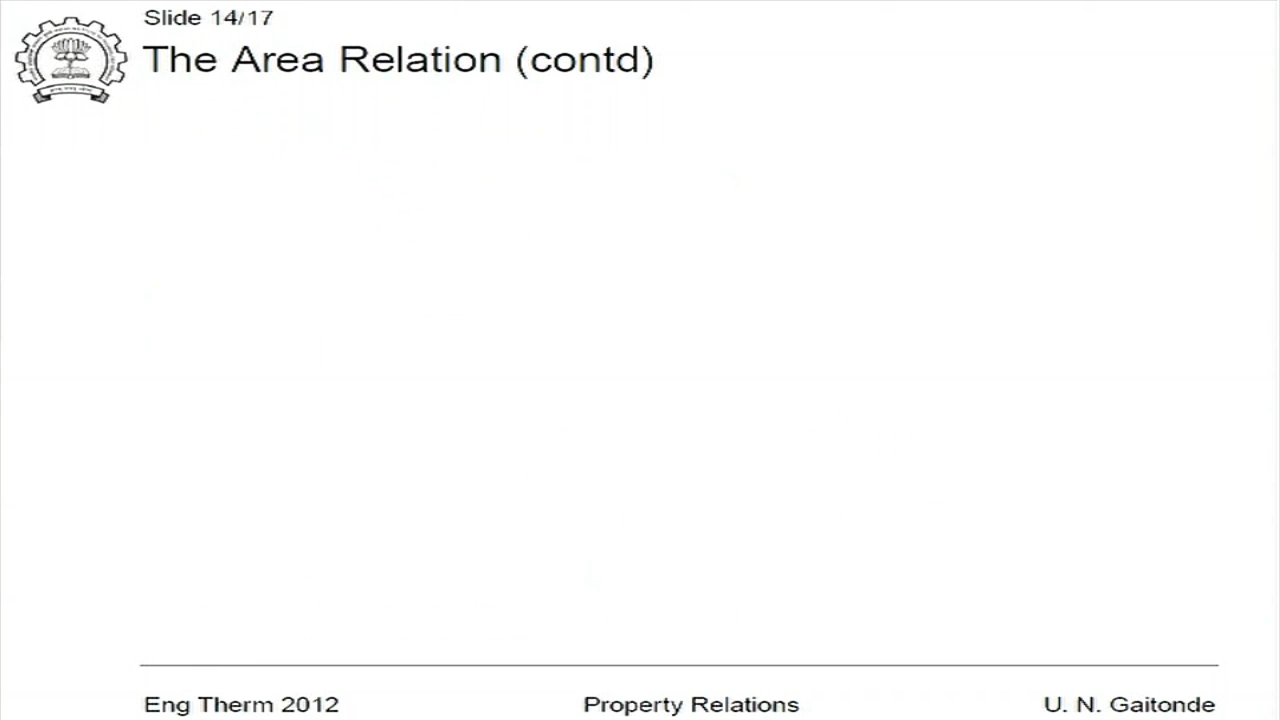 Slide 14/17
The Area Relation (contd)
Eng Therm 2012
Property Relations
U. N. Gaitonde